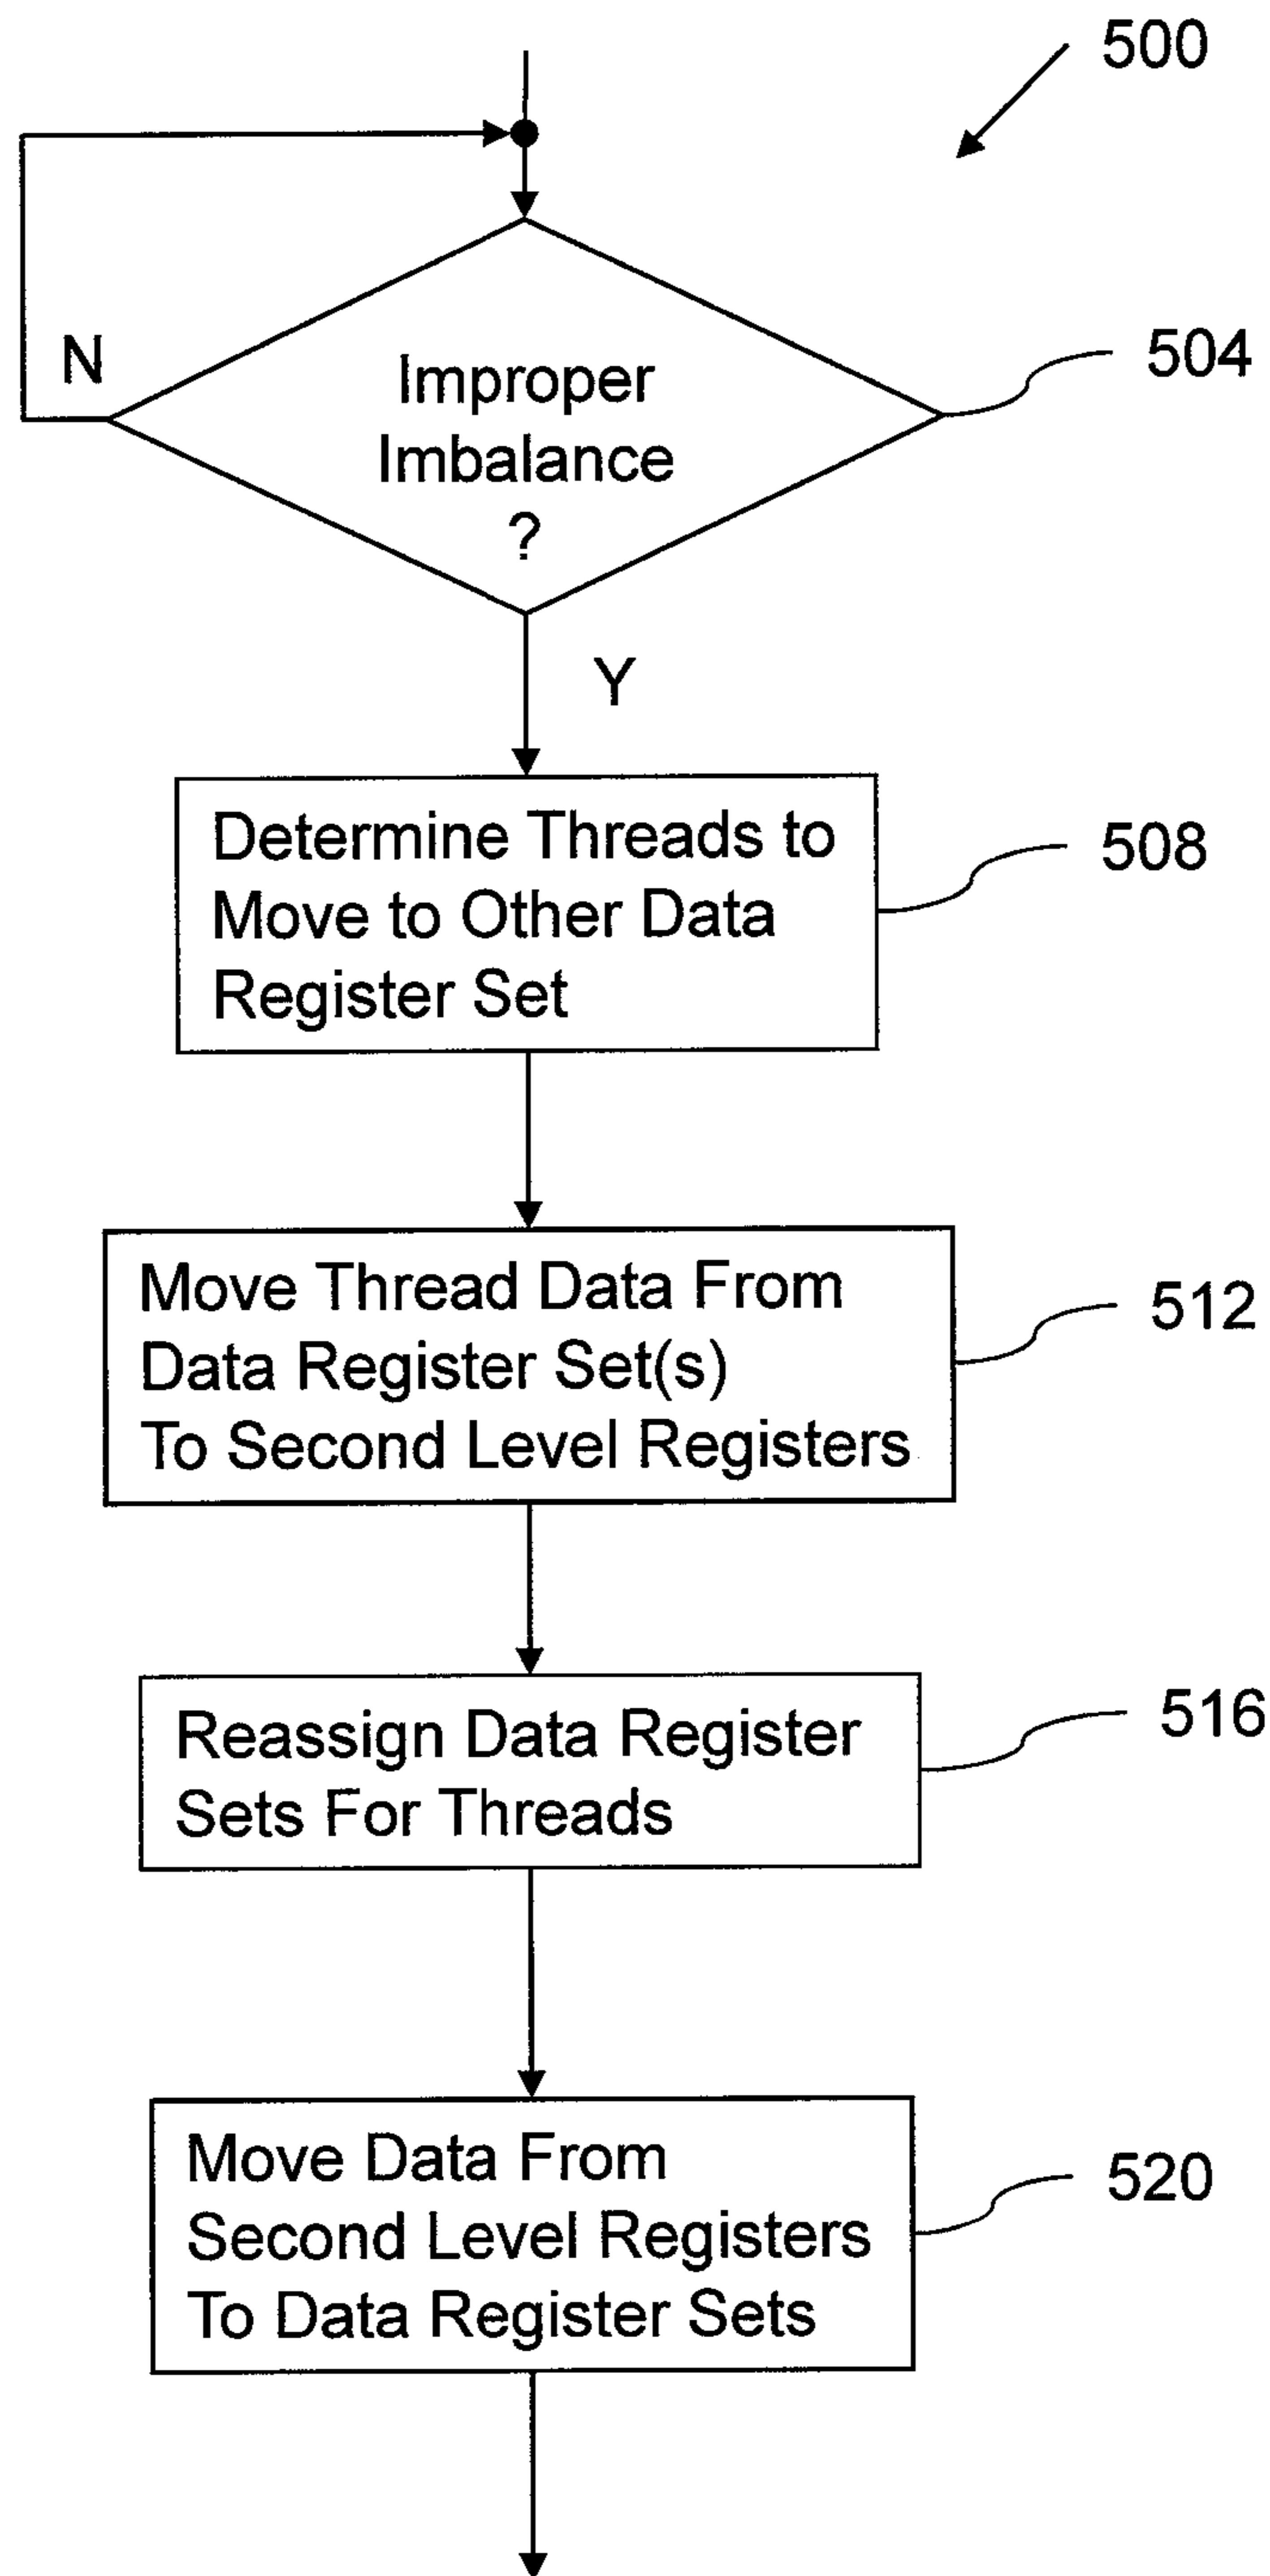 500
504
N
Improper
Imbalance
?
Y
Determine Threads to
Move to Other Data
Register Set
508
Move Thread Data From
Data Register Set(s)
To Second Level Registers
512
Reassign Data Register
Sets For Threads
516
Move Data From
Second Level Registers
To Data Register Sets
520